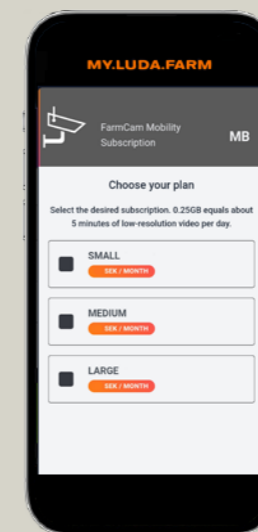 MY.LUDA.FARM
FarmCam Mobility
Subscription
MB
Choose your plan
Select the desired subscription. 0.25GB equals about
5 minutes of low-resolution video per day.
SMALL
SEK / MONTH
MEDIUM
SEK / MONTH
LARGE
SEK / MONTH